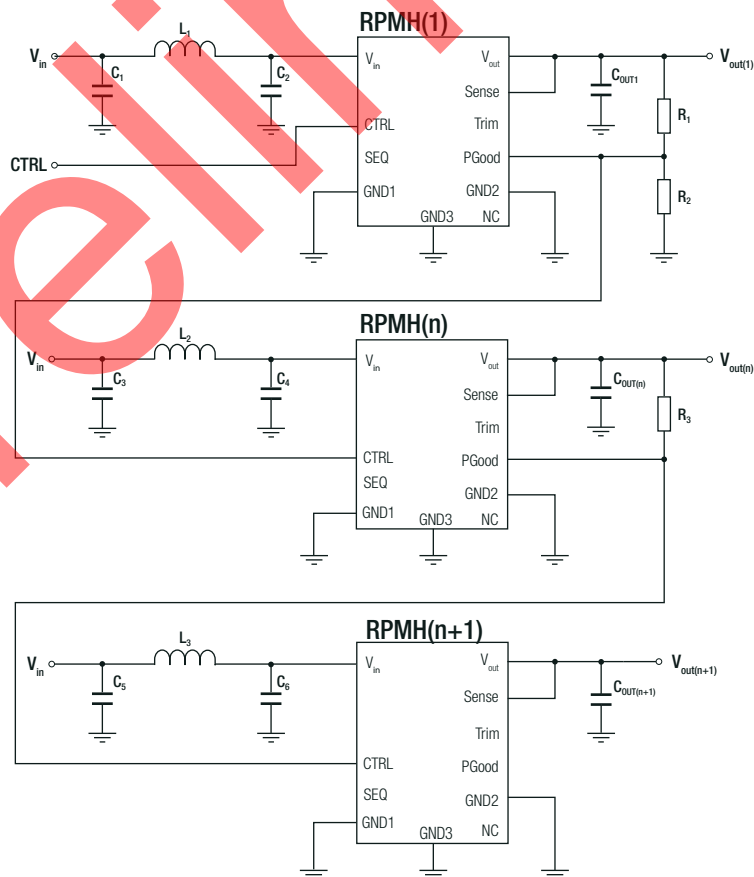 RPMH(1)
L1
Vin
C1
C2
Vin
Vout
Sense
CTRL
Trim
SEQ
PGood
GND1
GND2
GND3
NC
COUT1
Vout(1)
R1
R2
CTRL
RPMH(n)
L2
Vin
C3
C4
Vin
Vout
Sense
Trim
CTRL
PGood
SEQ
GND2
GND1
GND3
NC
COUT(n)
Vout(n)
R3
RPMH(n+1)
L3
Vin
C5
C6
Vin
Vout
Sense
Trim
CTRL
PGood
SEQ
GND2
GND1
GND3
NC
COUT(n+1)
Vout(n+1)